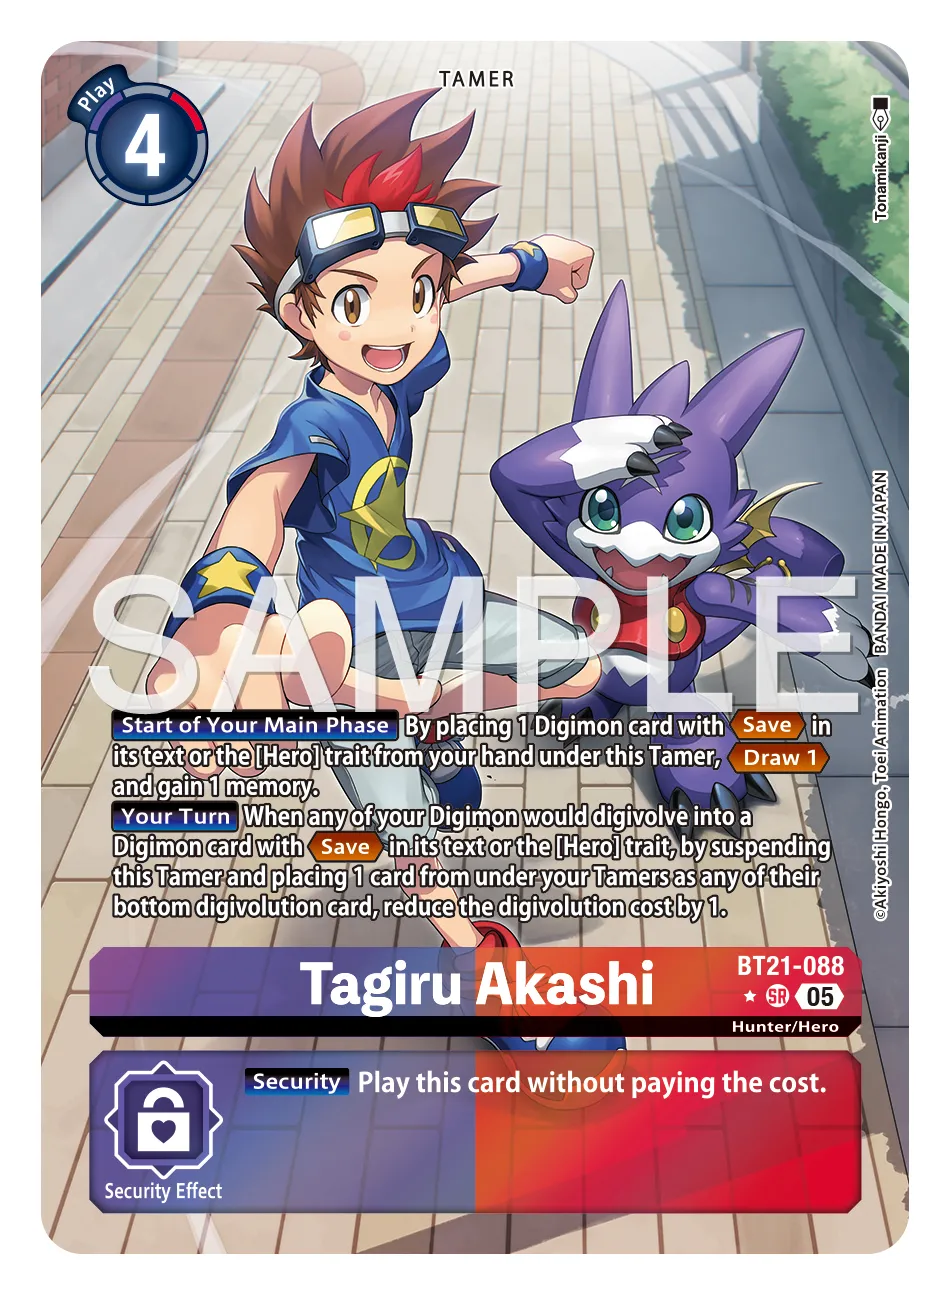 TAMER
Play
4
Tonamikanji
SAMPLE
BANDAI MADE IN JAPAN
©Akiyoshi Hongo, Toei Animation
Start of Your Main Phase By placing 1 Digimon card with Save in
its text or the [Hero] trait from your hand under this Tamer, Draw 1
and gain 1 memory.
Your Turn When any of your Digimon would digivolve into a
Digimon card with Save in its text or the [Hero] trait, by suspending
this Tamer and placing 1 card from under your Tamers as any of their
bottom digivolution card, reduce the digivolution cost by 1.
Tagiru Akashi
BT21-088
SR 05
Hunter/Hero
Security Play this card without paying the cost.
Security Effect